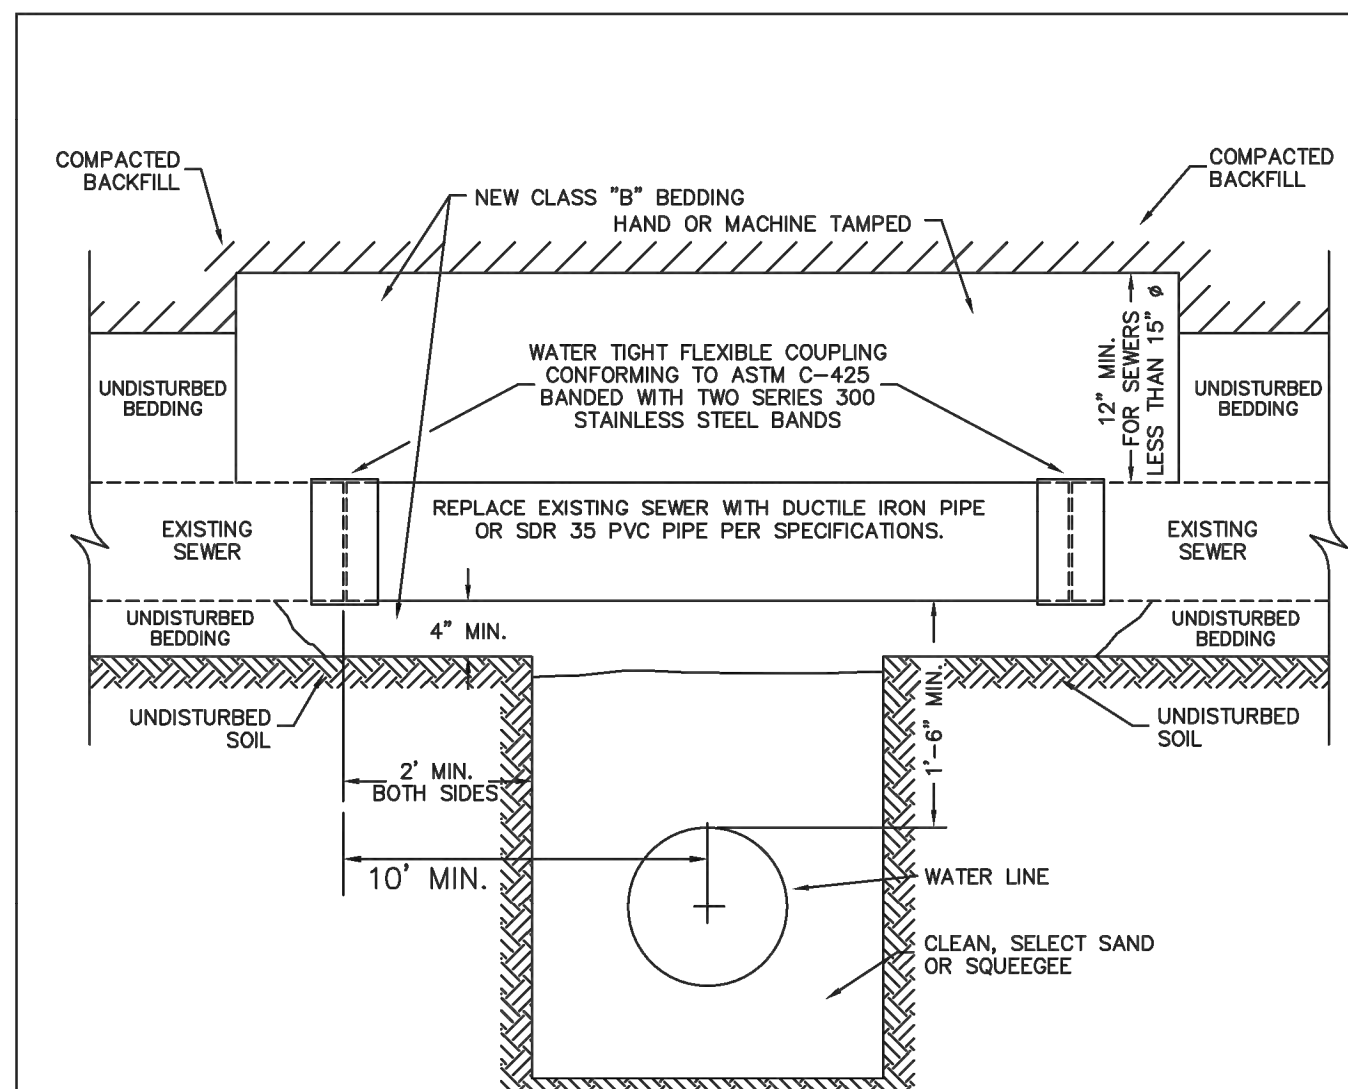 COMPACTED
BACKFILL
COMPACTED
BACKFILL
NEW CLASS "B" BEDDING
HAND OR MACHINE TAMPED
12" MIN.
FOR SEWERS
LESS THAN 15" ø
WATER TIGHT FLEXIBLE COUPLING
CONFORMING TO ASTM C-425
BANDED WITH TWO SERIES 300
STAINLESS STEEL BANDS
UNDISTURBED
BEDDING
UNDISTURBED
BEDDING
EXISTING
SEWER
REPLACE EXISTING SEWER WITH DUCTILE IRON PIPE
OR SDR 35 PVC PIPE PER SPECIFICATIONS.
EXISTING
SEWER
UNDISTURBED
BEDDING
4" MIN.
UNDISTURBED
BEDDING
UNDISTURBED
SOIL
1'-6" MIN.
UNDISTURBED
SOIL
2' MIN.
BOTH SIDES
10' MIN.
WATER LINE
CLEAN, SELECT SAND
OR SQUEEGEE